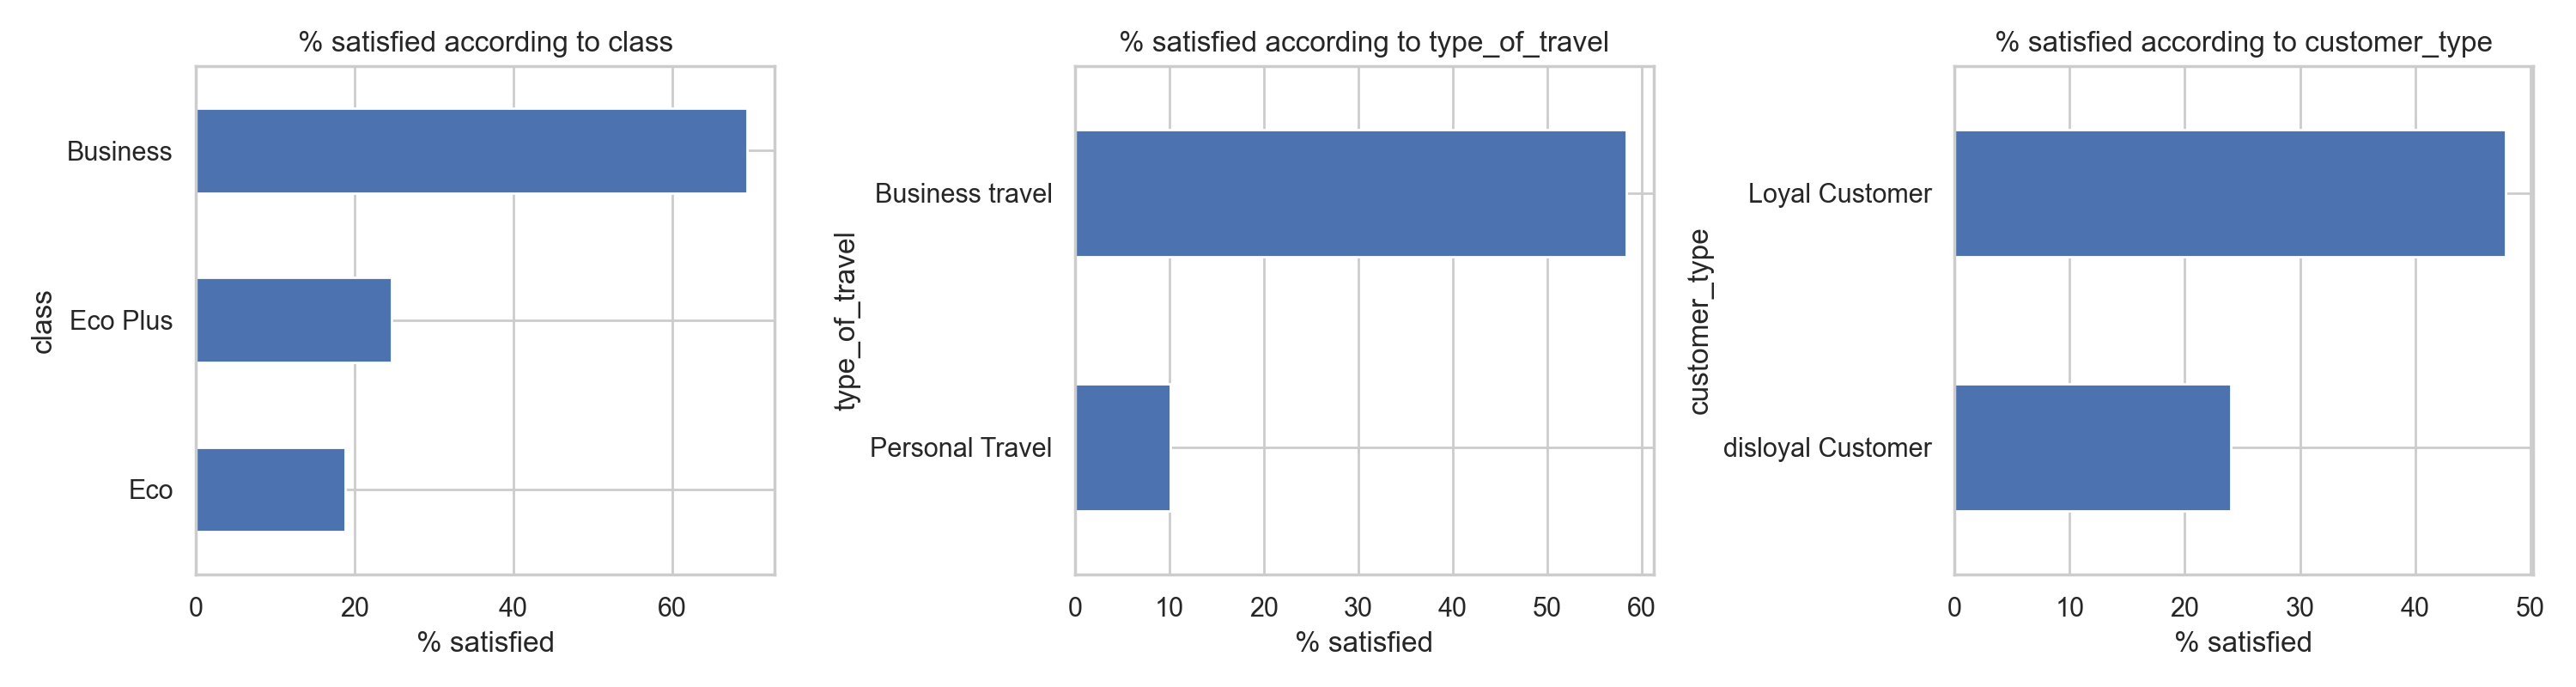 % satisfied according to class
class
Business
Eco Plus
Eco
0 20 40 60
% satisfied
% satisfied according to type_of_travel
type_of_travel
Business travel
Personal Travel
0 10 20 30 40 50 60
% satisfied
% satisfied according to customer_type
customer_type
Loyal Customer
disloyal Customer
0 10 20 30 40 50
% satisfied